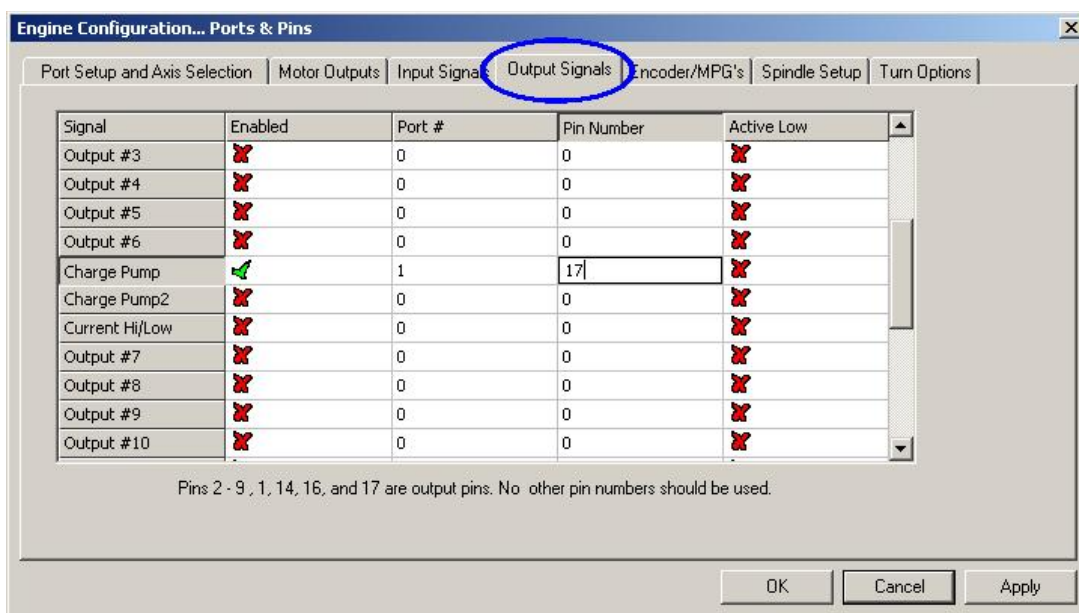 Engine Configuration... Ports & Pins
Port Setup and Axis Selection Motor Outputs Input Signals Output Signals Encoder/MPG's Spindle Setup Turn Options
Signal Enabled Port # Pin Number Active Low
Output #3 0 0
Output #4 0 0
Output #5 0 0
Output #6 0 0
Charge Pump 1 17
Charge Pump2 0 0
Current Hi/Low 0 0
Output #7 0 0
Output #8 0 0
Output #9 0 0
Output #10 0 0
Pins 2 - 9 , 1, 14, 16, and 17 are output pins. No other pin numbers should be used.
OK Cancel Apply